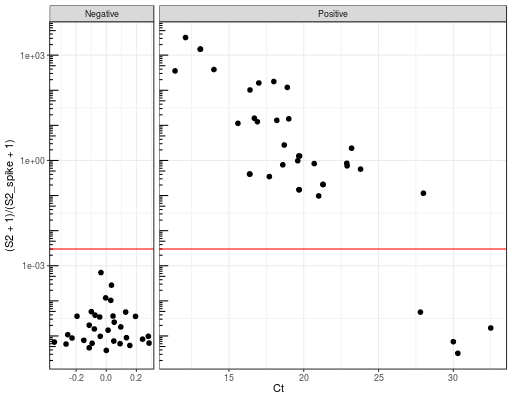 Negative
Positive
(S2 + 1)/(S2_spike + 1)
1e+03
1e+00
1e-03
-0.2
0.0
0.2
15
20
25
30
Ct